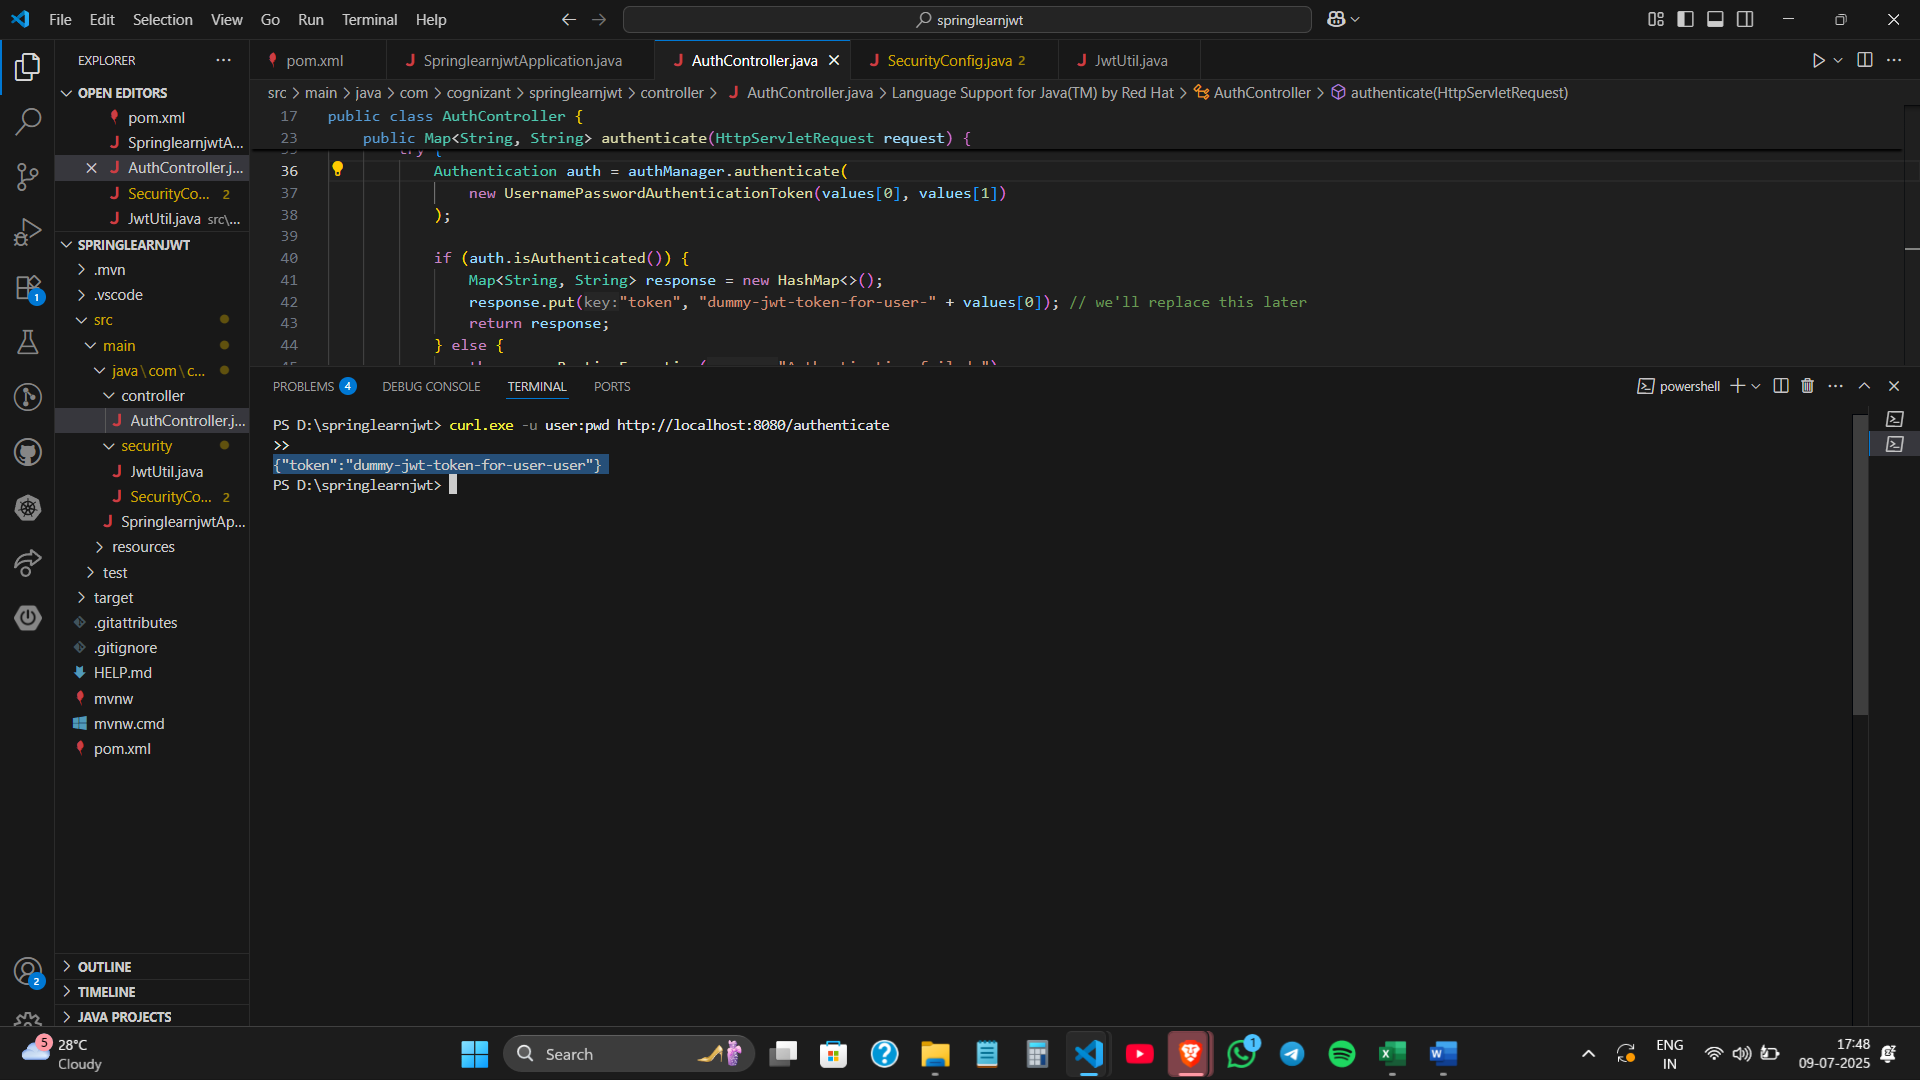 File Edit Selection View Go Run Terminal Help
springlearnjwt
EXPLORER
OPEN EDITORS
pom.xml
SpringlearnjwtA...
AuthController.j...
SecurityCo... 2
JwtUtil.java src\...
SPRINGLEARNJWT
.mvn
.vscode
src
main
java\com\c...
controller
AuthController.j...
security
JwtUtil.java
SecurityCo... 2
SpringlearnjwtAp...
resources
test
target
.gitattributes
.gitignore
HELP.md
mvnw
mvnw.cmd
pom.xml
OUTLINE
TIMELINE
JAVA PROJECTS
1
2
pom.xml SpringlearnjwtApplication.java AuthController.java SecurityConfig.java 2 JwtUtil.java
src > main > java > com > cognizant > springlearnjwt > controller > AuthController.java > Language Support for Java(TM) by Red Hat > AuthController > authenticate(HttpServletRequest)
17 public class AuthController {
23 public Map<String, String> authenticate(HttpServletRequest request) {
36 Authentication auth = authManager.authenticate(
37 new UsernamePasswordAuthenticationToken(values[0], values[1])
38 );
39
40 if (auth.isAuthenticated()) {
41 Map<String, String> response = new HashMap<>();
42 response.put(key:"token", "dummy-jwt-token-for-user-" + values[0]); // we'll replace this later
43 return response;
44 } else {
PROBLEMS 4 DEBUG CONSOLE TERMINAL PORTS
powershell
PS D:\springlearnjwt> curl.exe -u user:pwd http://localhost:8080/authenticate
>>
{"token":"dummy-jwt-token-for-user-user"}
PS D:\springlearnjwt>
5
28°C
Cloudy
Search
1
ENG
IN
17:48
09-07-2025